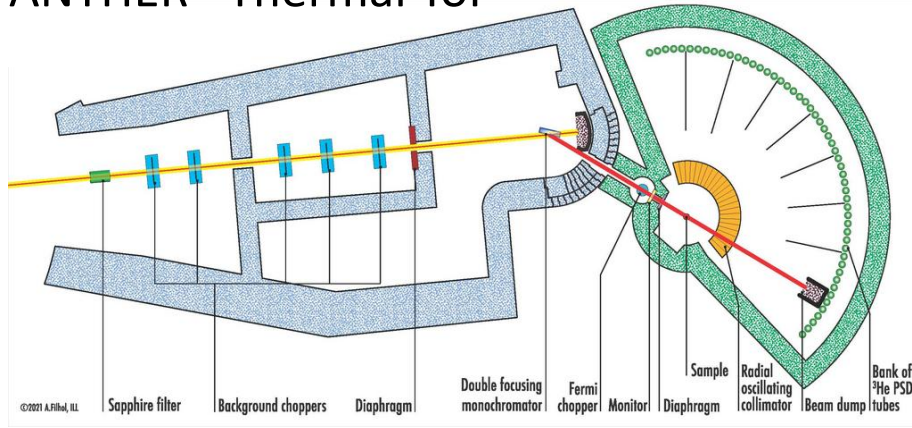 ANTHER - Thermal Tof
Double focusing
monochromator
Fermi
chopper
Monitor
Diaphragm
Sample
Radial
oscillating
collimator
Beam dump
Bank of
³He PSD
tubes
©2021 A.Filhol, ILL
Sapphire filter
Background choppers
Diaphragm